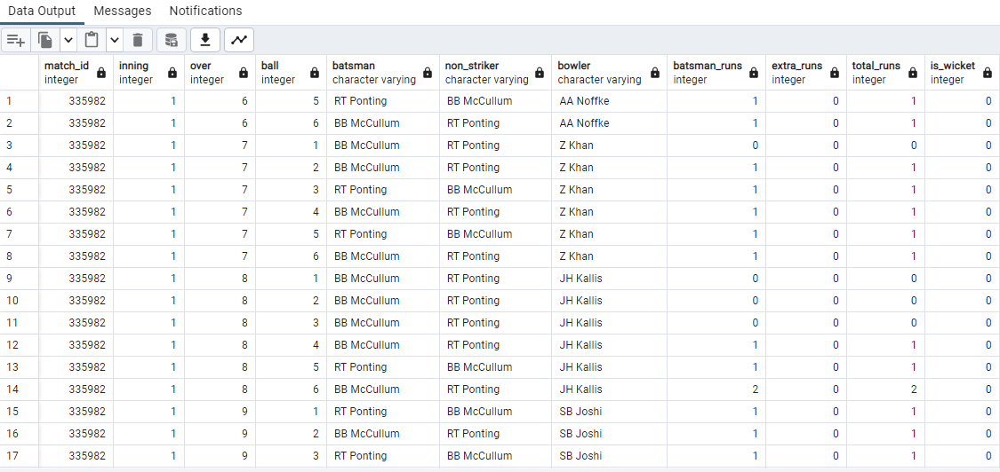 Data Output Messages Notifications
match_id inning over ball batsman non_striker bowler batsman_runs extra_runs total_runs is_wicket
integer integer integer integer character varying character varying character varying integer integer integer integer
1 335982 1 6 5 RT Ponting BB McCullum AA Noffke 1 0 1 0
2 335982 1 6 6 BB McCullum RT Ponting AA Noffke 1 0 1 0
3 335982 1 7 1 BB McCullum RT Ponting Z Khan 0 0 0 0
4 335982 1 7 2 BB McCullum RT Ponting Z Khan 1 0 1 0
5 335982 1 7 3 RT Ponting BB McCullum Z Khan 1 0 1 0
6 335982 1 7 4 BB McCullum RT Ponting Z Khan 1 0 1 0
7 335982 1 7 5 RT Ponting BB McCullum Z Khan 1 0 1 0
8 335982 1 7 6 BB McCullum RT Ponting Z Khan 1 0 1 0
9 335982 1 8 1 BB McCullum RT Ponting JH Kallis 0 0 0 0
10 335982 1 8 2 BB McCullum RT Ponting JH Kallis 0 0 0 0
11 335982 1 8 3 BB McCullum RT Ponting JH Kallis 0 0 0 0
12 335982 1 8 4 BB McCullum RT Ponting JH Kallis 1 0 1 0
13 335982 1 8 5 RT Ponting BB McCullum JH Kallis 1 0 1 0
14 335982 1 8 6 BB McCullum RT Ponting JH Kallis 2 0 2 0
15 335982 1 9 1 RT Ponting BB McCullum SB Joshi 1 0 1 0
16 335982 1 9 2 BB McCullum RT Ponting SB Joshi 1 0 1 0
17 335982 1 9 3 RT Ponting BB McCullum SB Joshi 1 0 1 0